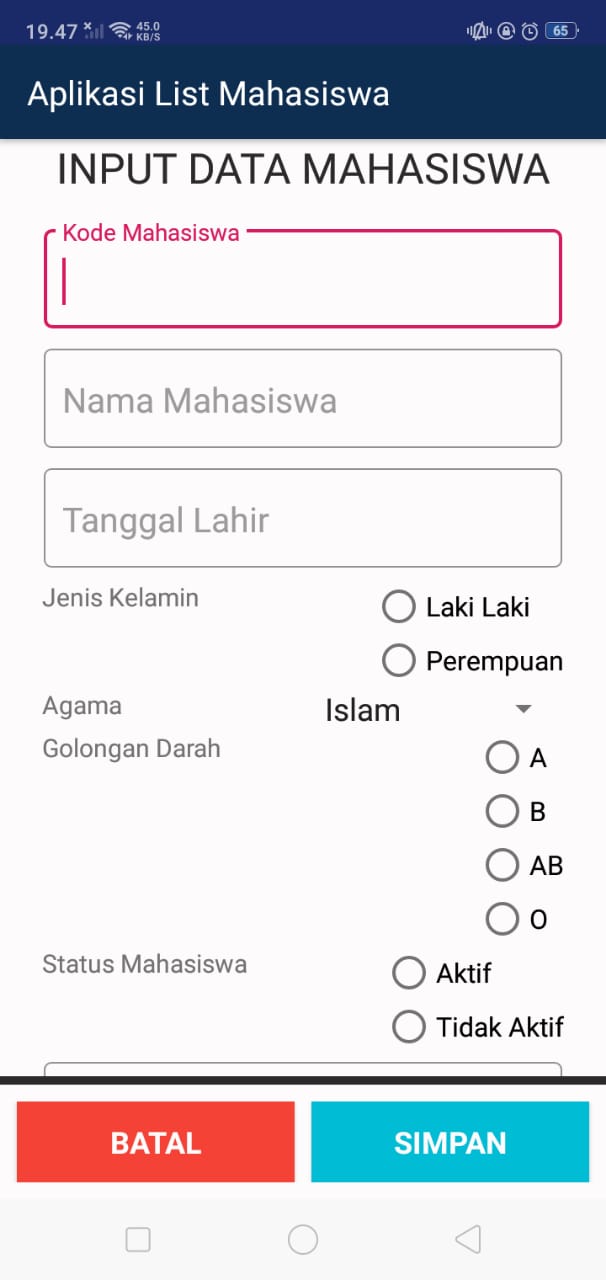 19.47 45.0 KB/S 65
Aplikasi List Mahasiswa
INPUT DATA MAHASISWA
Kode Mahasiswa
Nama Mahasiswa
Tanggal Lahir
Jenis Kelamin Laki Laki
Perempuan
Agama Islam
Golongan Darah A
B
AB
O
Status Mahasiswa Aktif
Tidak Aktif
BATAL SIMPAN